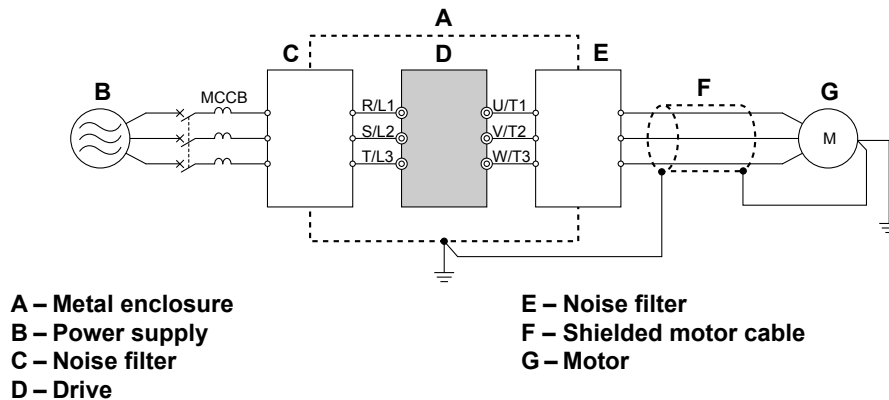 A
C
D
E
F
G
B
MCCB
R/L1
U/T1
S/L2
V/T2
M
T/L3
W/T3
A – Metal enclosure
B – Power supply
C – Noise filter
D – Drive
E – Noise filter
F – Shielded motor cable
G – Motor